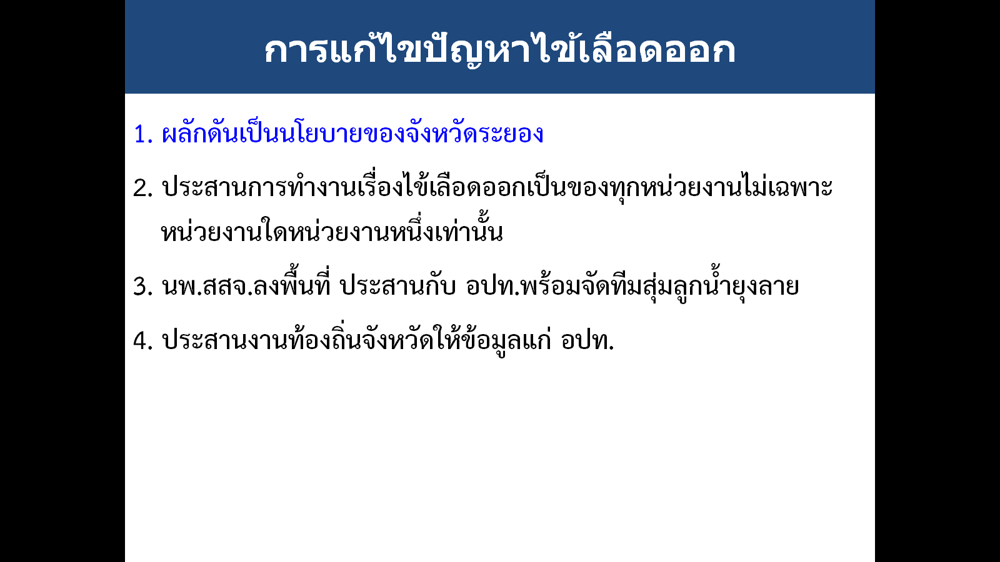 การแก้ไขปัญหาไข้เลือดออก
1. ผลักดันเป็นนโยบายของจังหวัดระยอง
2. ประสานการทำงานเรื่องไข้เลือดออกเป็นของทุกหน่วยงานไม่เฉพาะ
หน่วยงานใดหน่วยงานหนึ่งเท่านั้น
3. นพ.สสจ.ลงพื้นที่ ประสานกับ อปท.พร้อมจัดทีมสุ่มลูกน้ำยุงลาย
4. ประสานงานท้องถิ่นจังหวัดให้ข้อมูลแก่ อปท.